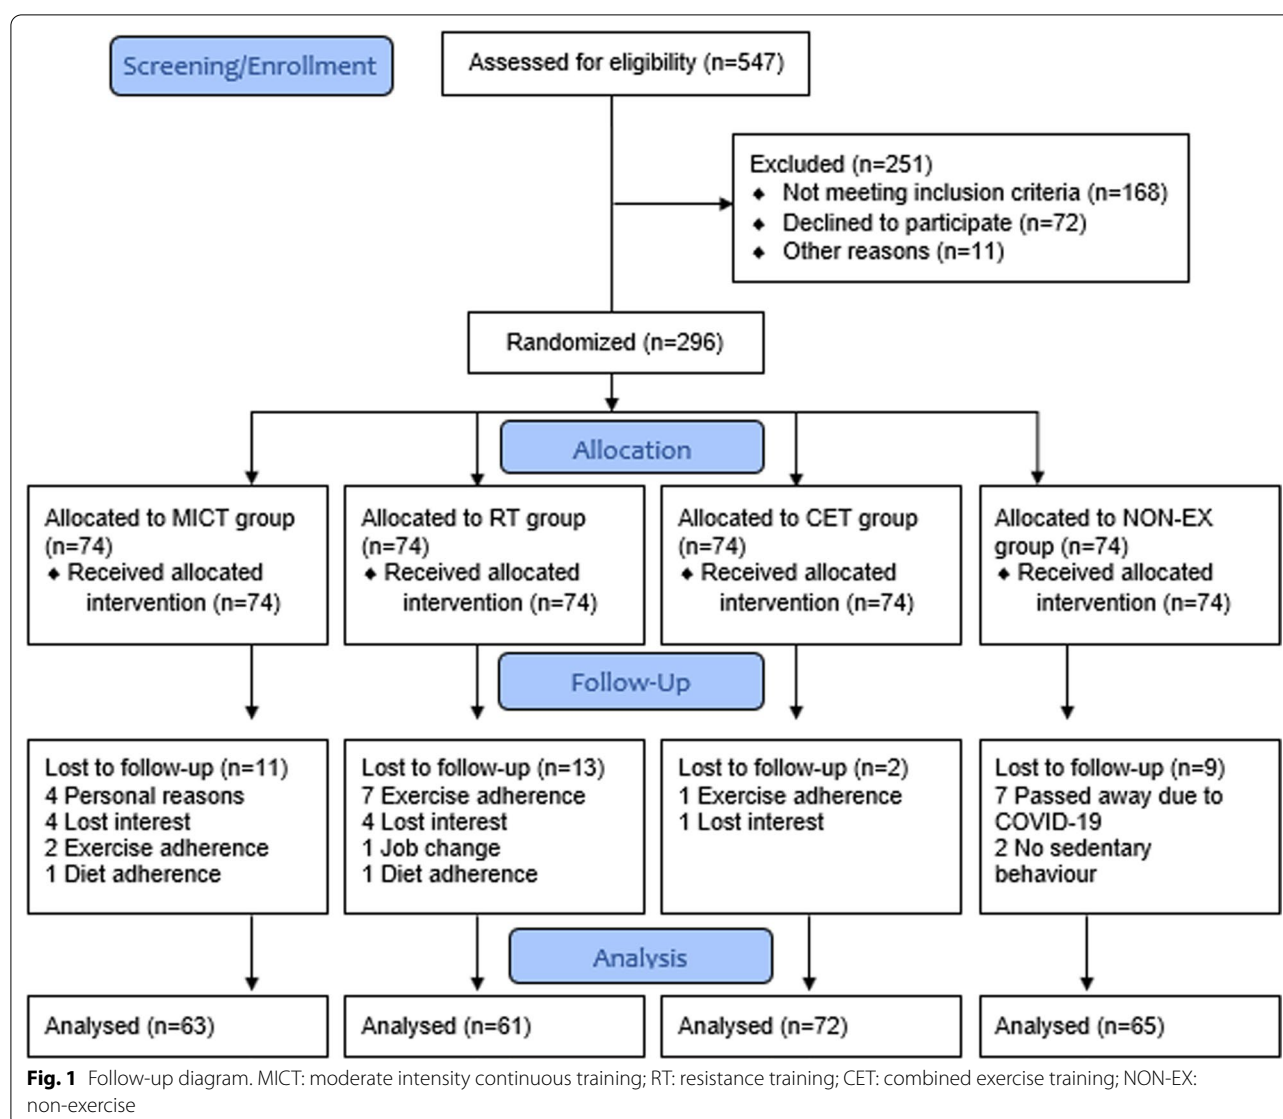 Screening/Enrollment
Assessed for eligibility (n=547)
Excluded (n=251)
◆ Not meeting inclusion criteria (n=168)
◆ Declined to participate (n=72)
◆ Other reasons (n=11)
Randomized (n=296)
Allocation
Allocated to MICT group
(n=74)
◆ Received allocated
intervention (n=74)
Allocated to RT group
(n=74)
◆ Received allocated
intervention (n=74)
Allocated to CET group
(n=74)
◆ Received allocated
intervention (n=74)
Allocated to NON-EX
group (n=74)
◆ Received allocated
intervention (n=74)
Follow-Up
Lost to follow-up (n=11)
4 Personal reasons
4 Lost interest
2 Exercise adherence
1 Diet adherence
Lost to follow-up (n=13)
7 Exercise adherence
4 Lost interest
1 Job change
1 Diet adherence
Lost to follow-up (n=2)
1 Exercise adherence
1 Lost interest
Lost to follow-up (n=9)
7 Passed away due to
COVID-19
2 No sedentary
behaviour
Analysis
Analysed (n=63)
Analysed (n=61)
Analysed (n=72)
Analysed (n=65)
Fig. 1 Follow-up diagram. MICT: moderate intensity continuous training; RT: resistance training; CET: combined exercise training; NON-EX:
non-exercise